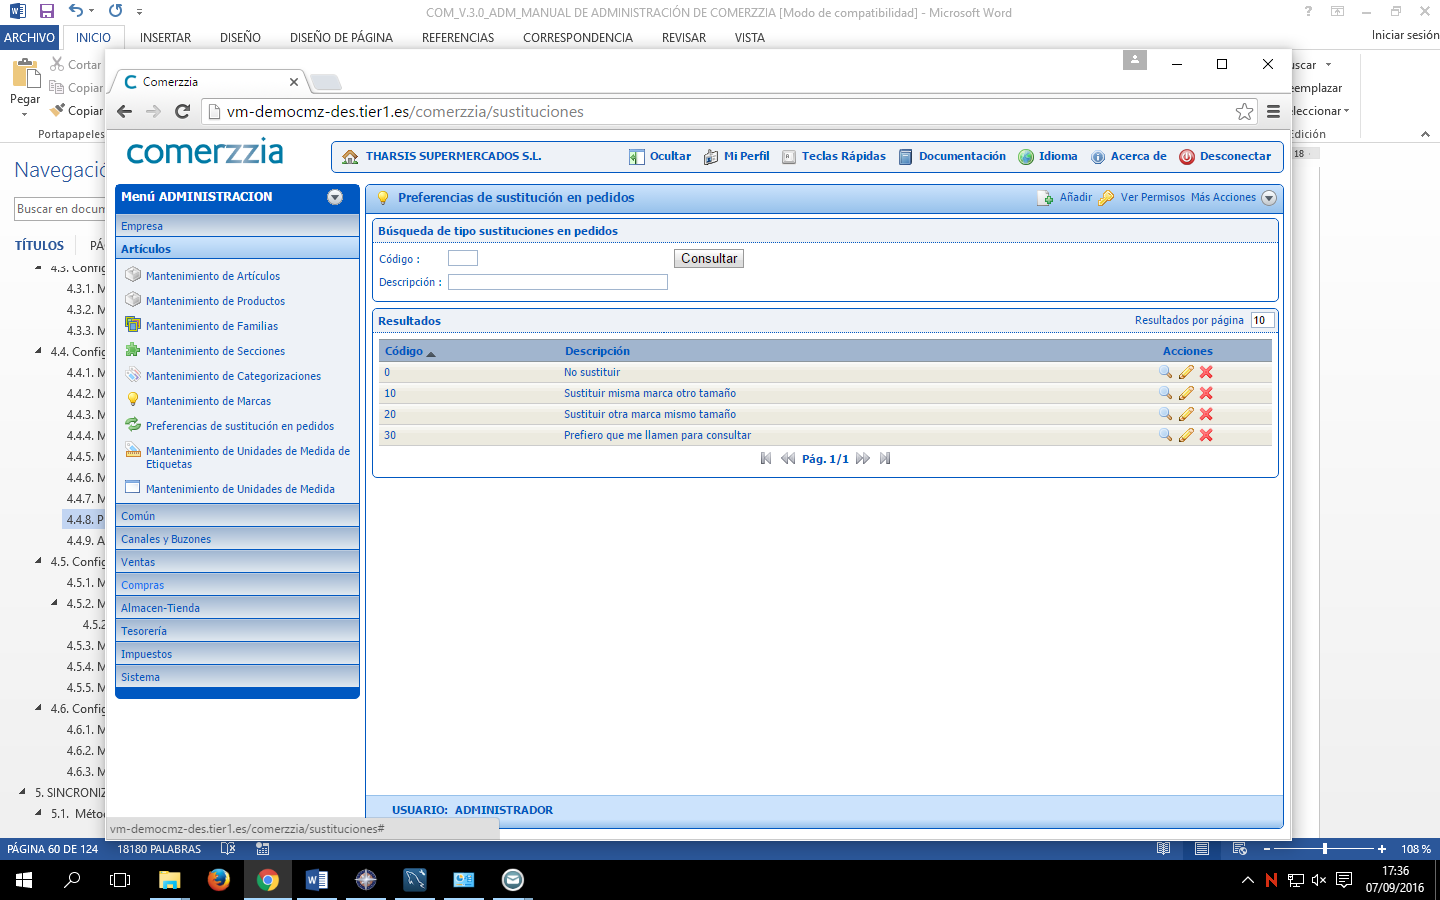 COM_V.3.0_ADM_MANUAL DE ADMINISTRACIÓN DE COMERZZIA [Modo de compatibilidad] - Microsoft Word
ARCHIVO INICIO INSERTAR DISEÑO DISEÑO DE PÁGINA REFERENCIAS CORRESPONDENCIA REVISAR VISTA Iniciar sesión
Pegar
Cortar
Copiar
Copiar
Portapapeles
uscar
eemplazar
eleccionar
dición
18
Navegació
Buscar en docum
TÍTULOS PÁ
4.3. Config
4.3.1. M
4.3.2. M
4.3.3. M
4.4. Config
4.4.1. M
4.4.2. M
4.4.3. M
4.4.4. M
4.4.5. M
4.4.6. M
4.4.7. M
4.4.8. P
4.4.9. A
4.5. Config
4.5.1. M
4.5.2. M
4.5.2
4.5.3. M
4.5.4. M
4.5.5. M
4.6. Config
4.6.1. M
4.6.2. M
4.6.3. M
5. SINCRONIZ
5.1. Método
Comerzzia
vm-democmz-des.tier1.es/comerzzia/sustituciones
comerzzia
THARSIS SUPERMERCADOS S.L. Ocultar Mi Perfil Teclas Rápidas Documentación Idioma Acerca de Desconectar
Menú ADMINISTRACION
Empresa
Artículos
Mantenimiento de Artículos
Mantenimiento de Productos
Mantenimiento de Familias
Mantenimiento de Secciones
Mantenimiento de Categorizaciones
Mantenimiento de Marcas
Preferencias de sustitución en pedidos
Mantenimiento de Unidades de Medida de
Etiquetas
Mantenimiento de Unidades de Medida
Común
Canales y Buzones
Ventas
Compras
Almacen-Tienda
Tesorería
Impuestos
Sistema
Preferencias de sustitución en pedidos Añadir Ver Permisos Más Acciones
Búsqueda de tipo sustituciones en pedidos
Código : Consultar
Descripción :
Resultados Resultados por página 10
Código Descripción Acciones
0 No sustituir
10 Sustituir misma marca otro tamaño
20 Sustituir otra marca mismo tamaño
30 Prefiero que me llamen para consultar
Pág. 1/1
USUARIO: ADMINISTRADOR
vm-democmz-des.tier1.es/comerzzia/sustituciones#
PÁGINA 60 DE 124 18180 PALABRAS 108 %
17:36
07/09/2016